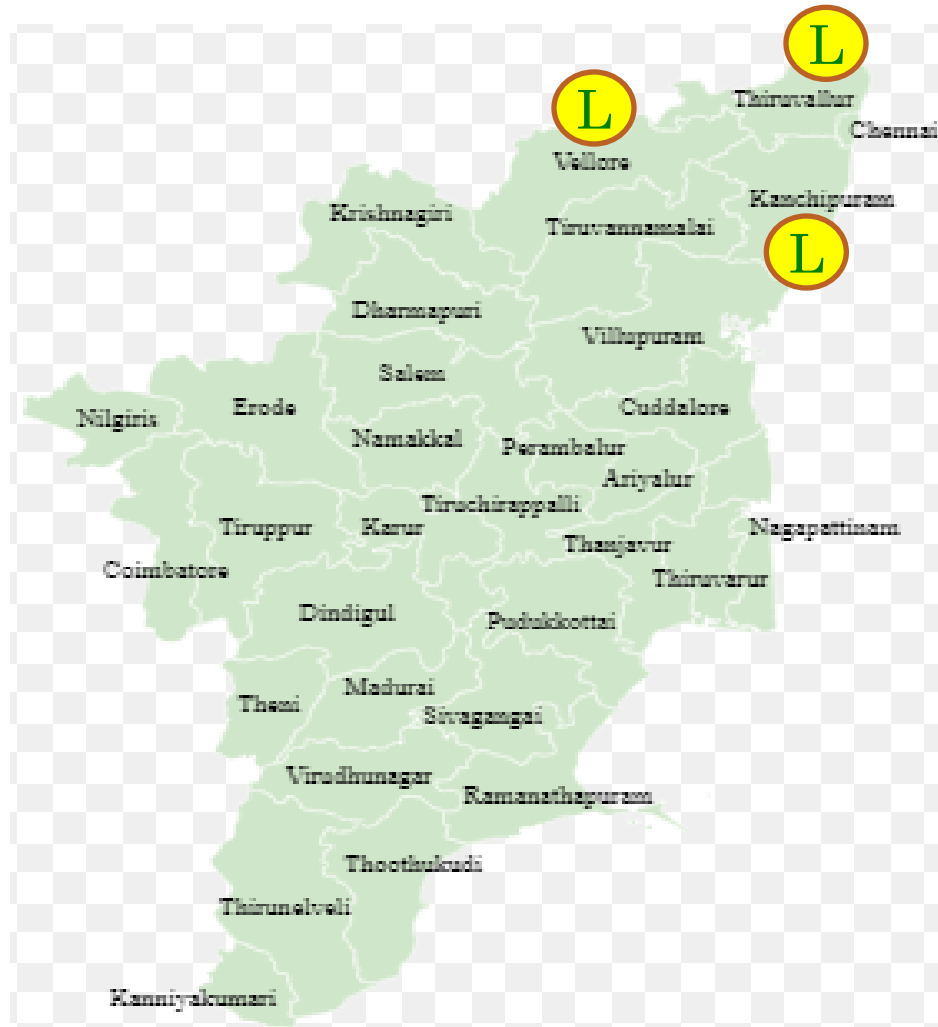 L
L
Thiruvallur
Chennai
Vellore
Kanchipuram
Krishnagiri
Tiruvannamalai
L
Dharmapuri
Villupuram
Salem
Erode
Cuddalore
Nilgiris
Namakkal
Perambalur
Ariyalur
Tiruchirappalli
Tiruppur
Karur
Nagapattinam
Thanjavur
Coimbatore
Thiruvarur
Dindigul
Pudukkottai
Madurai
Theni
Sivagangai
Virudhunagar
Ramanathapuram
Thoothukudi
Thirunelveli
Kanniyakumari